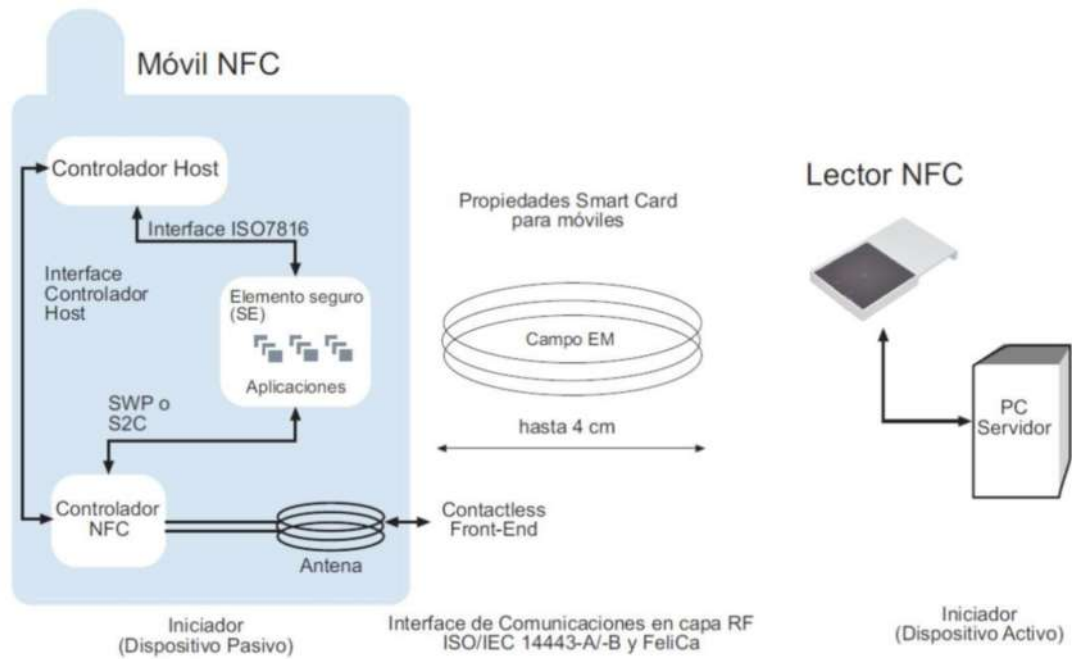 Móvil NFC
Controlador Host
Interface ISO7816
Interface
Controlador
Host
Elemento seguro
(SE)
Aplicaciones
SWP o
S2C
Controlador
NFC
Antena
Iniciador
(Dispositivo Pasivo)
Propiedades Smart Card
para móviles
Campo EM
hasta 4 cm
Contactless
Front-End
Interface de Comunicaciones en capa RF
ISO/IEC 14443-A/-B y FeliCa
Lector NFC
PC
Servidor
Iniciador
(Dispositivo Activo)